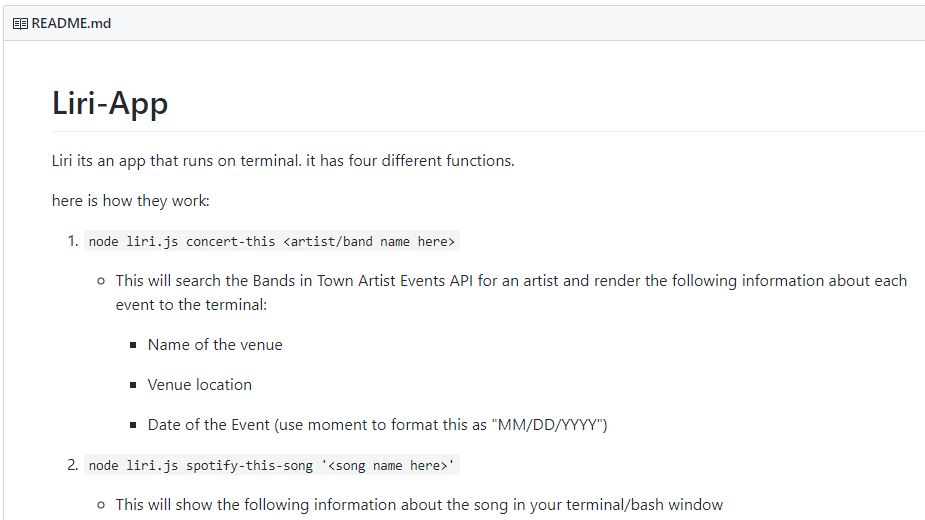 README.md
Liri-App
Liri its an app that runs on terminal. it has four different functions.
here is how they work:
1. node liri.js concert-this <artist/band name here>
This will search the Bands in Town Artist Events API for an artist and render the following information about each
event to the terminal:
Name of the venue
Venue location
Date of the Event (use moment to format this as "MM/DD/YYYY")
2. node liri.js spotify-this-song '<song name here>'
This will show the following information about the song in your terminal/bash window